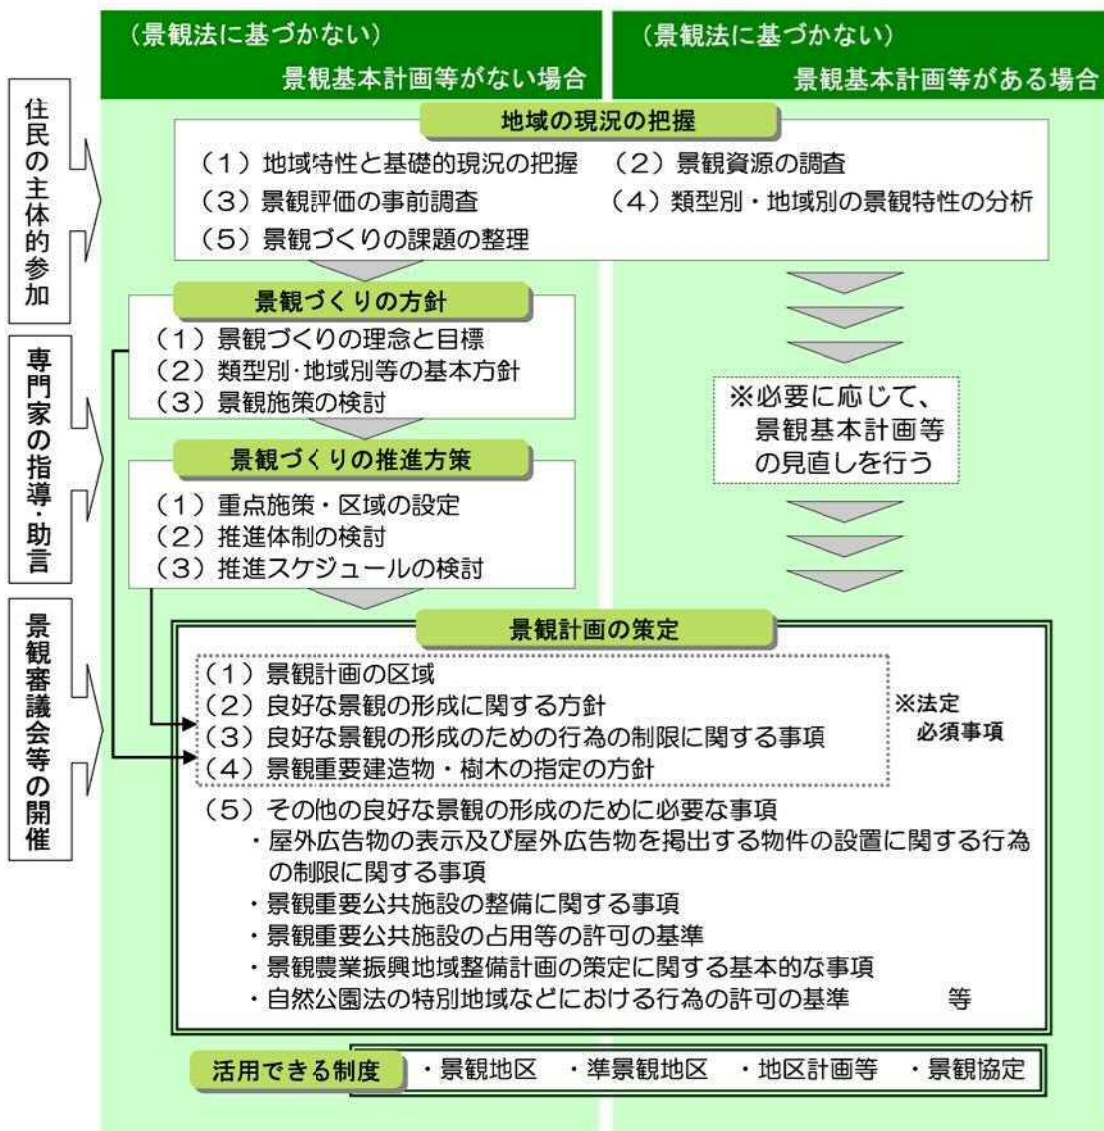 （景観法に基づかない）
景観基本計画等がない場合
（景観法に基づかない）
景観基本計画等がある場合
住民の主体的参加
専門家の指導・助言
景観審議会等の開催
地域の現況の把握
（１）地域特性と基礎的現況の把握
（２）景観資源の調査
（３）景観評価の事前調査
（４）類型別・地域別の景観特性の分析
（５）景観づくりの課題の整理
景観づくりの方針
（１）景観づくりの理念と目標
（２）類型別･地域別等の基本方針
（３）景観施策の検討
景観づくりの推進方策
（１）重点施策・区域の設定
（２）推進体制の検討
（３）推進スケジュールの検討
※必要に応じて、
景観基本計画等
の見直しを行う
景観計画の策定
（１）景観計画の区域
（２）良好な景観の形成に関する方針
（３）良好な景観の形成のための行為の制限に関する事項
（４）景観重要建造物・樹木の指定の方針
※法定
必須事項
（５）その他の良好な景観の形成のために必要な事項
・屋外広告物の表示及び屋外広告物を掲出する物件の設置に関する行為
の制限に関する事項
・景観重要公共施設の整備に関する事項
・景観重要公共施設の占用等の許可の基準
・景観農業振興地域整備計画の策定に関する基本的な事項
・自然公園法の特別地域などにおける行為の許可の基準　等
活用できる制度
・景観地区　・準景観地区　・地区計画等　・景観協定